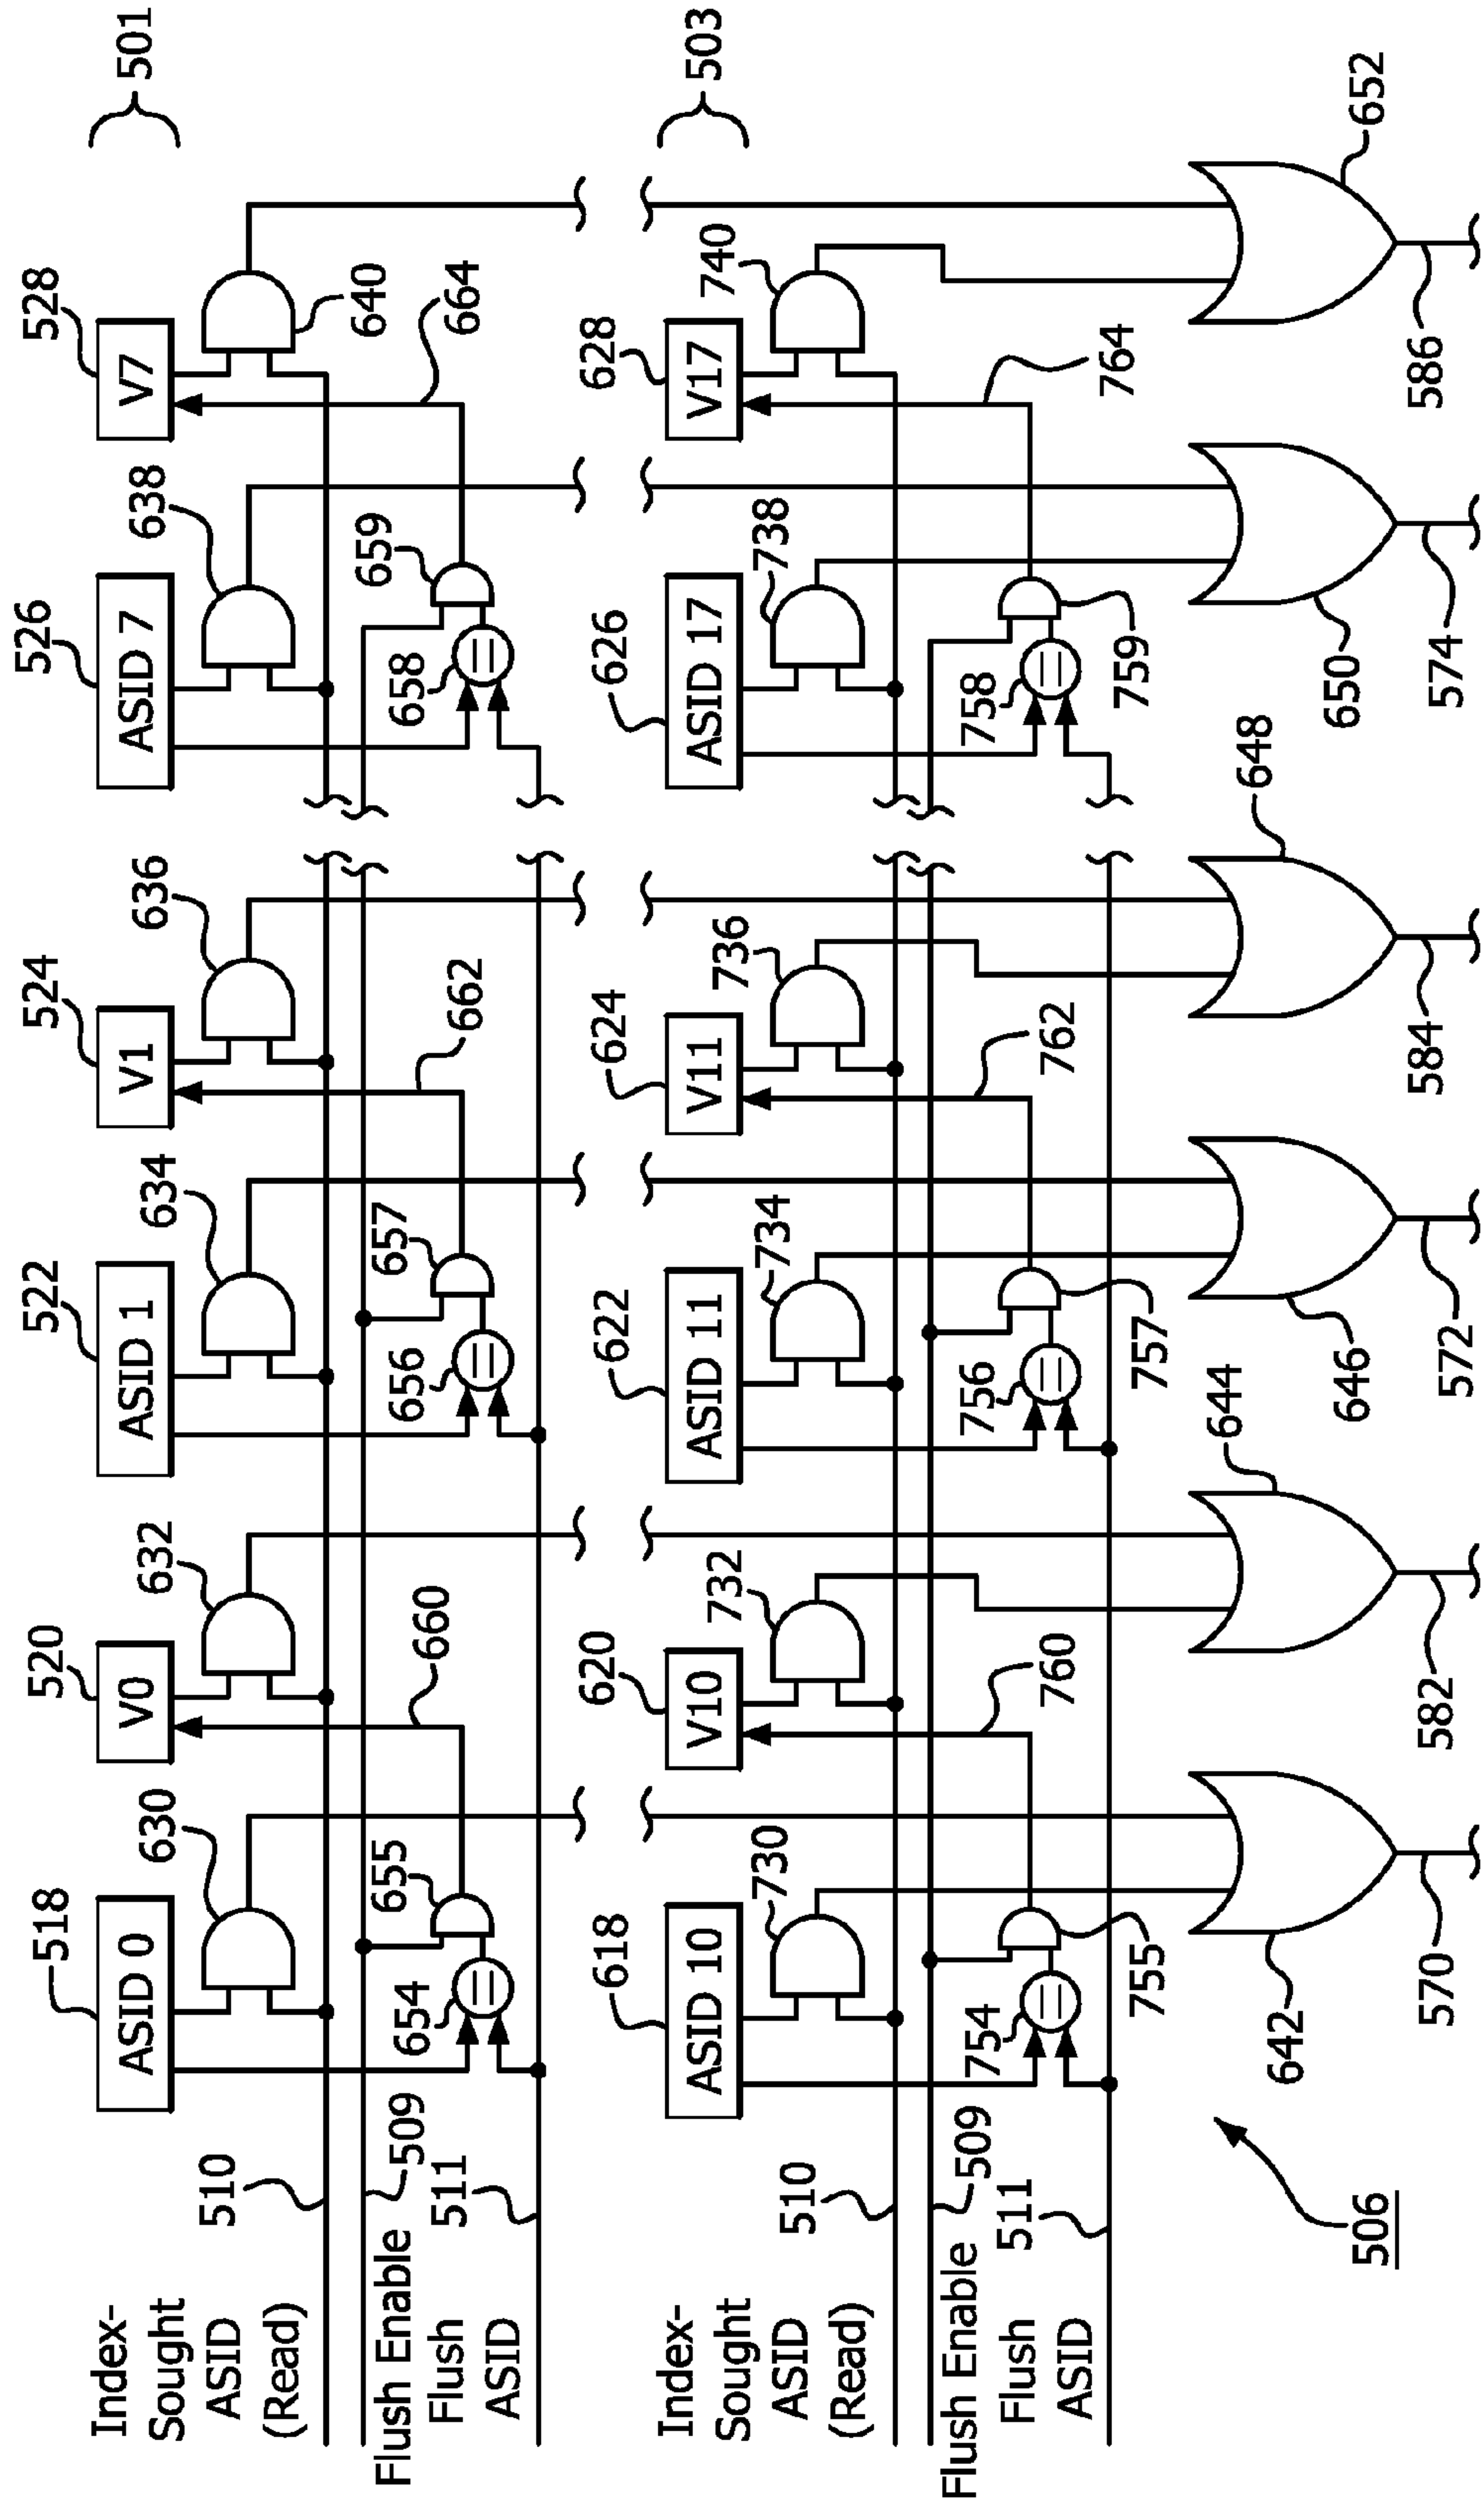 518
ASID 0
630
520
V0
632
522
ASID 1
634
524
V1
636
526
ASID 7
638
528
V7
640
501
Index-
Sought
ASID
(Read)
510
Flush Enable
509
Flush
ASID
511
654
655
660
656
657
662
658
659
664
618
ASID 10
730
620
V10
732
622
ASID 11
734
624
V11
736
626
ASID 17
738
628
V17
740
503
Index-
Sought
ASID
(Read)
510
Flush Enable
509
Flush
ASID
511
754
755
760
756
757
762
758
759
764
506
642
570
644
582
646
572
648
584
650
574
652
586